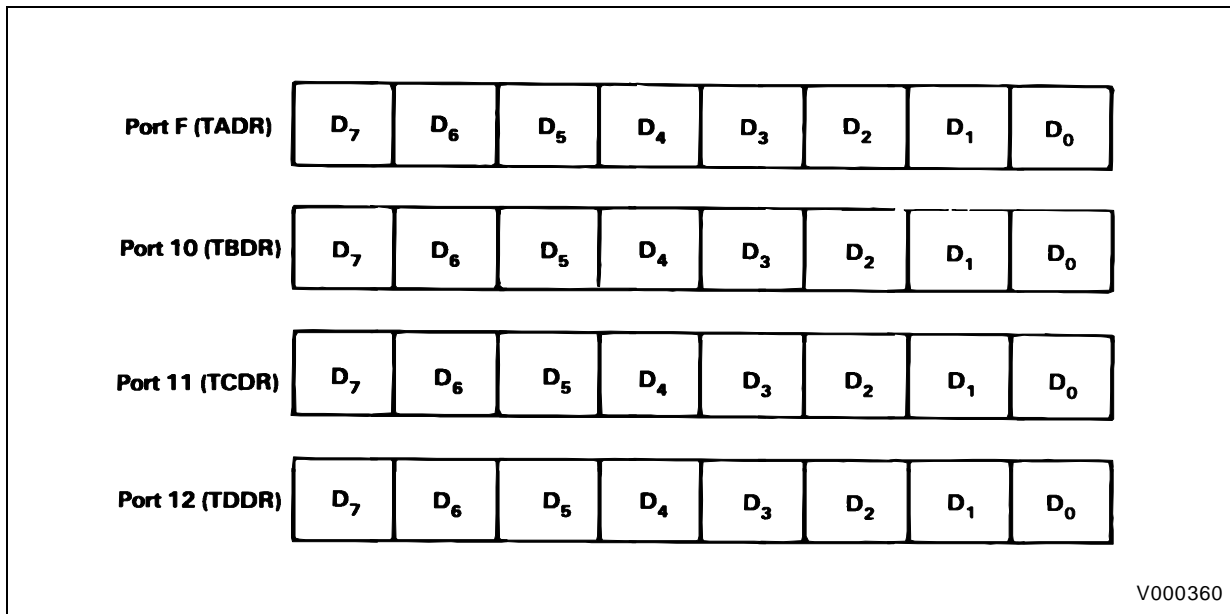 Port F (TADR) D7 D6 D5 D4 D3 D2 D1 D0
Port 10 (TBDR) D7 D6 D5 D4 D3 D2 D1 D0
Port 11 (TCDR) D7 D6 D5 D4 D3 D2 D1 D0
Port 12 (TDDR) D7 D6 D5 D4 D3 D2 D1 D0
V000360